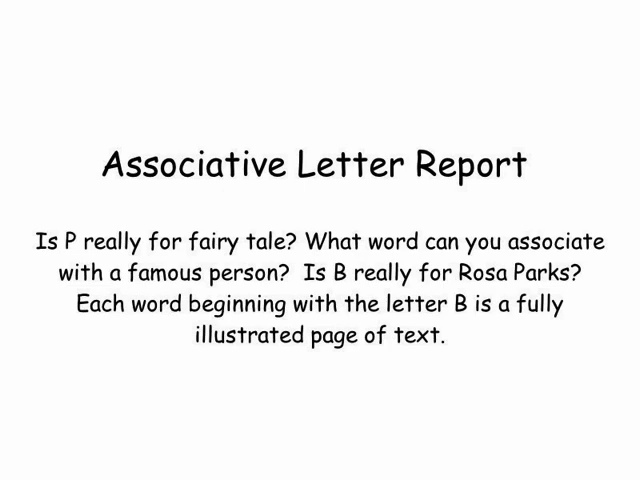 Associative Letter Report
Is P really for fairy tale? What word can you associate
with a famous person?  Is B really for Rosa Parks?
Each word beginning with the letter B is a fully
illustrated page of text.